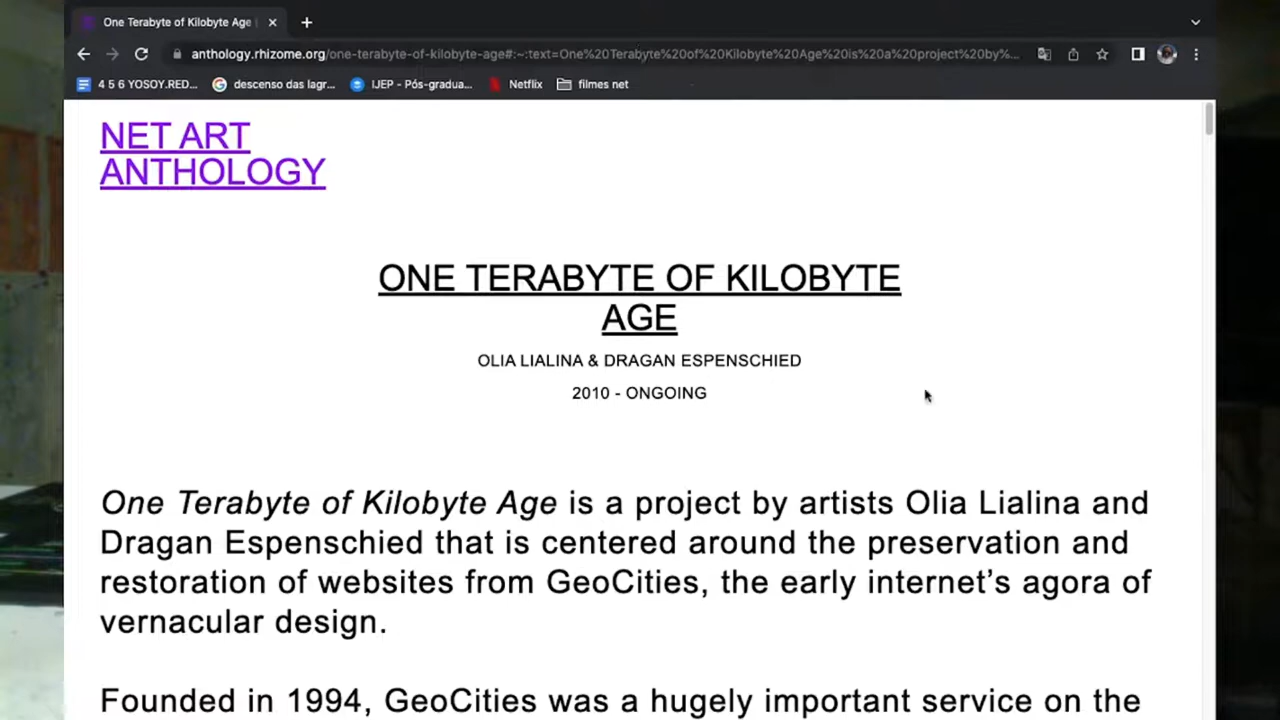 One Terabyte of Kilobyte Age
anthology.rhizome.org/one-terabyte-of-kilobyte-age#:~:text=One%20Terabyte%20of%20Kilobyte%20Age%20is%20a%20project%20by%...
4 5 6 YOSOY.RED... descenso das lagr... IJEP - Pós-gradua... Netflix filmes net
NET ART
ANTHOLOGY
ONE TERABYTE OF KILOBYTE
AGE
OLIA LIALINA & DRAGAN ESPENSCHIED
2010 - ONGOING
One Terabyte of Kilobyte Age is a project by artists Olia Lialina and
Dragan Espenschied that is centered around the preservation and
restoration of websites from GeoCities, the early internet’s agora of
vernacular design.
Founded in 1994, GeoCities was a hugely important service on the